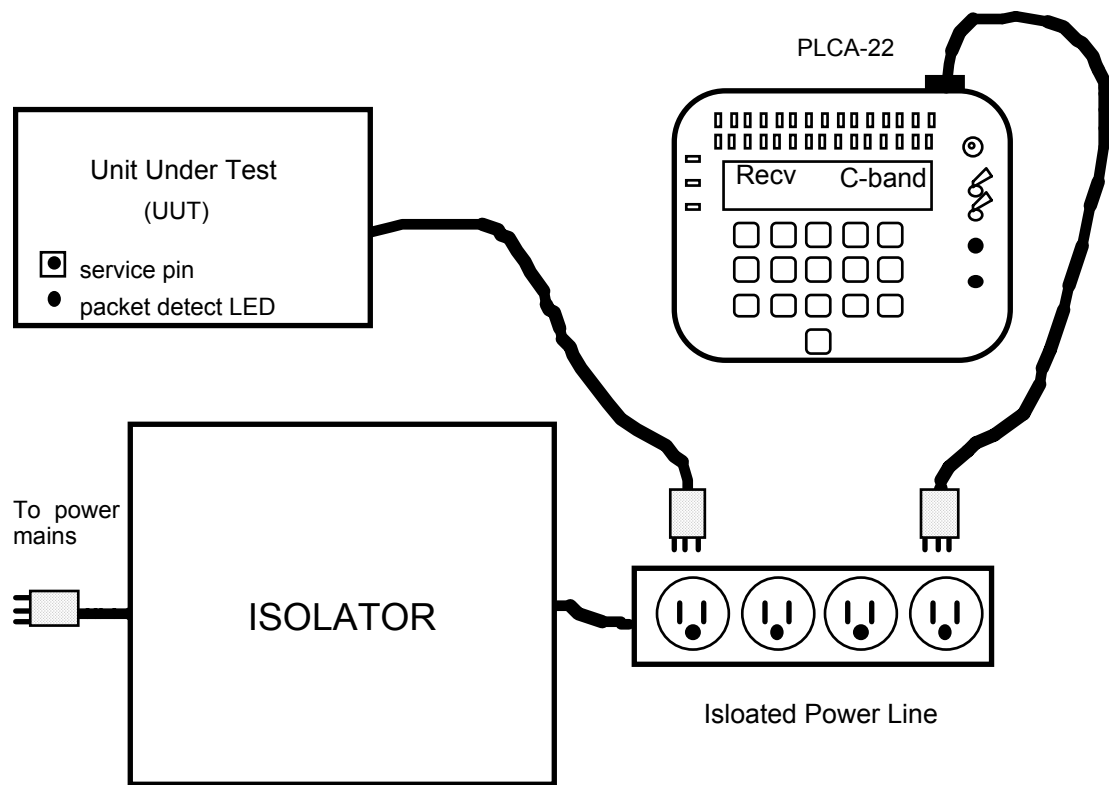 PLCA-22
Unit Under Test
(UUT)
service pin
packet detect LED
Recv C-band
To power
mains
ISOLATOR
Isloated Power Line